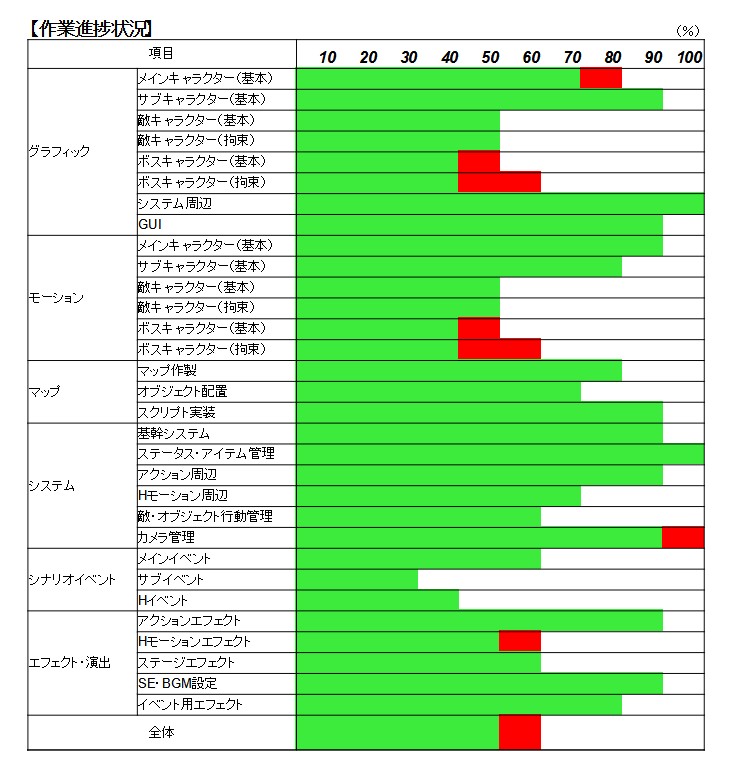 【作業進捗状況】
(%)
項目 10 20 30 40 50 60 70 80 90 100
グラフィック
メインキャラクター(基本)
サブキャラクター(基本)
敵キャラクター(基本)
敵キャラクター(拘束)
ボスキャラクター(基本)
ボスキャラクター(拘束)
システム周辺
GUI
モーション
メインキャラクター(基本)
サブキャラクター(基本)
敵キャラクター(基本)
敵キャラクター(拘束)
ボスキャラクター(基本)
ボスキャラクター(拘束)
マップ
マップ作製
オブジェクト配置
スクリプト実装
システム
基幹システム
ステータス・アイテム管理
アクション周辺
Hモーション周辺
敵・オブジェクト行動管理
カメラ管理
シナリオイベント
メインイベント
サブイベント
Hイベント
エフェクト・演出
アクションエフェクト
Hモーションエフェクト
ステージエフェクト
SE・BGM設定
イベント用エフェクト
全体